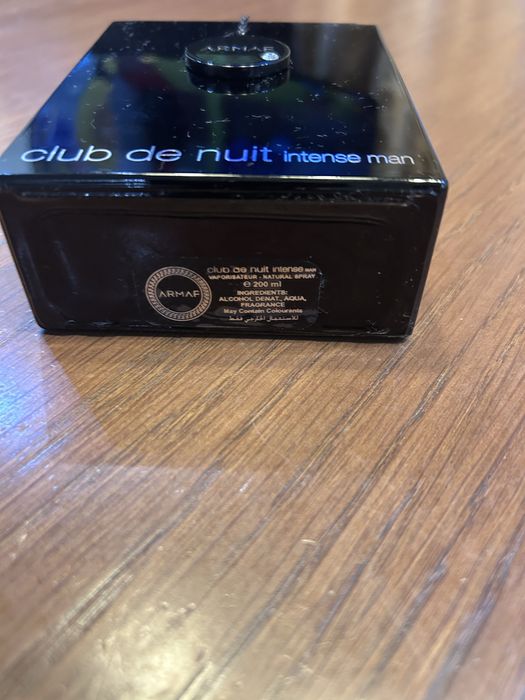 ARMAF
club de nuit intense man
club de nuit intense MAN
VAPORISATEUR - NATURAL SPRAY
e 200 ml
ARMAF
INGREDIENTS:
ALCOHOL DENAT., AQUA,
FRAGRANCE
May Contain Colourants
للاستعمال الخارجي فقط